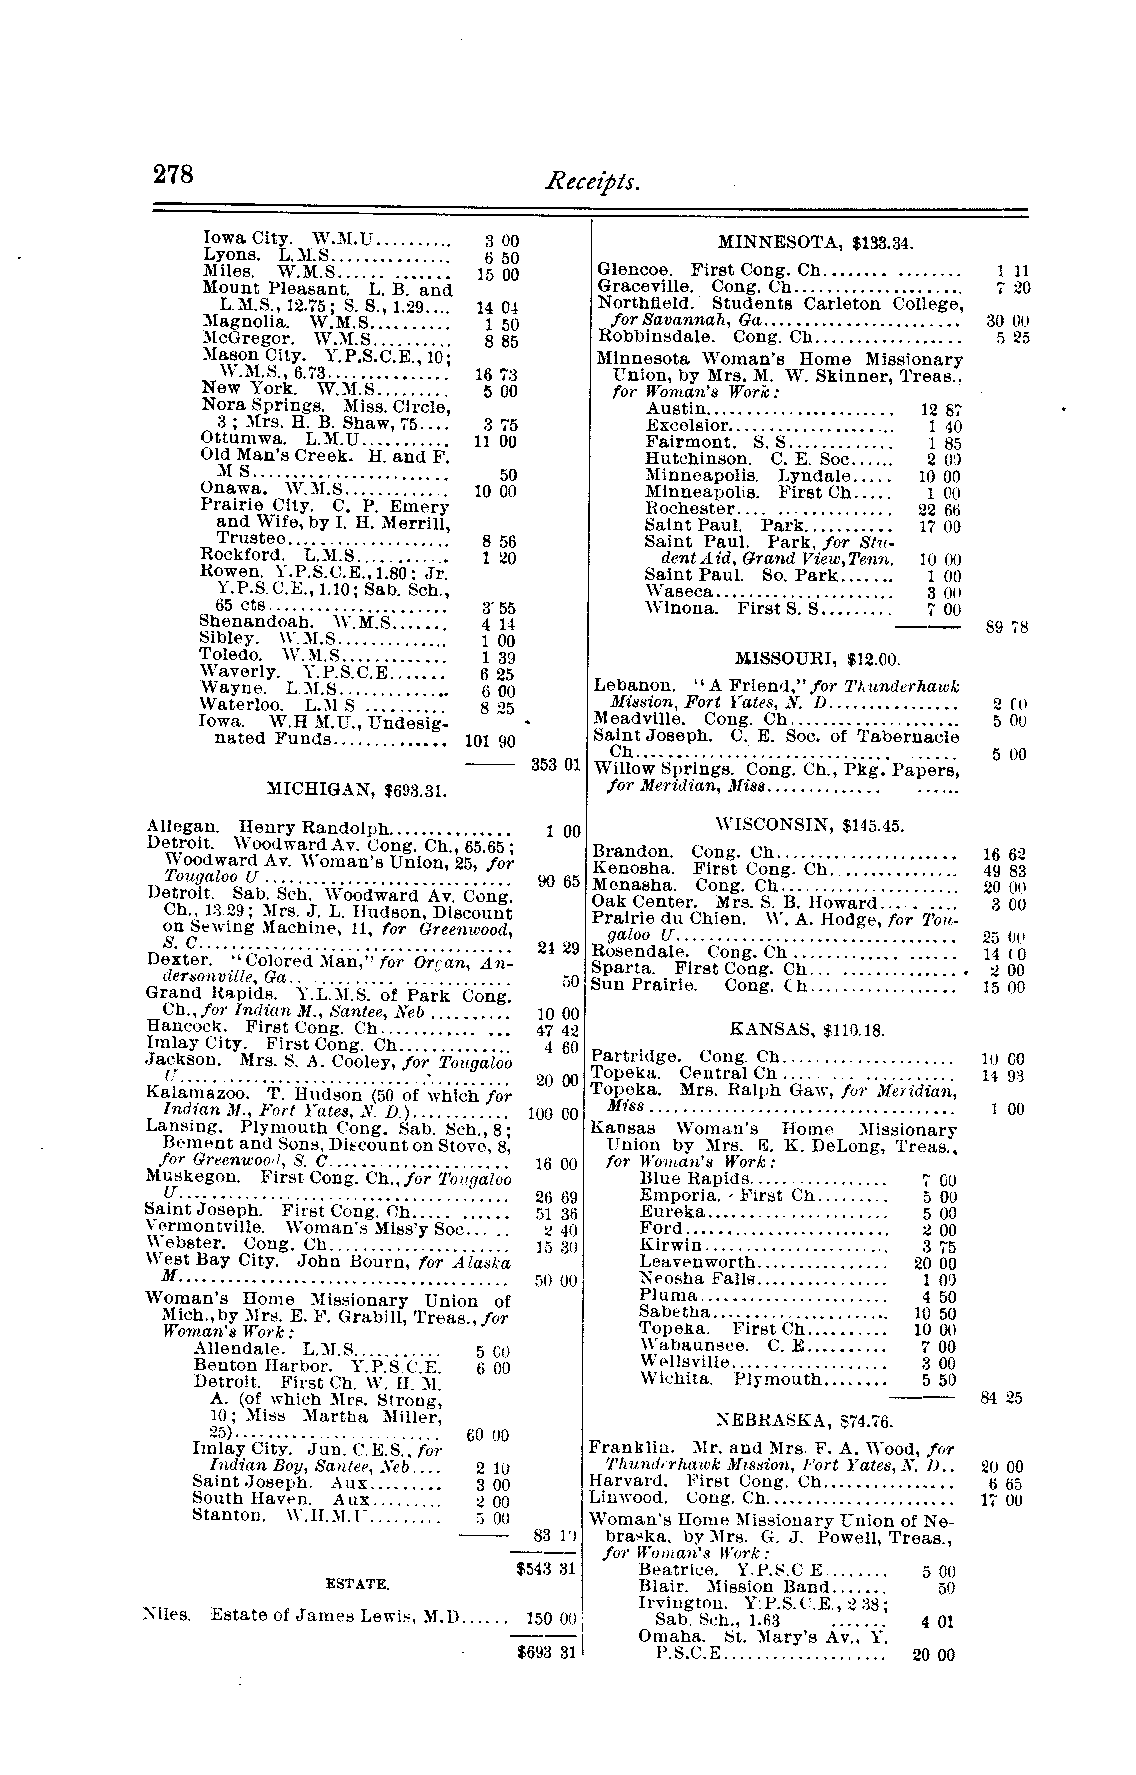 278
Receipts.
Iowa City. W.M.U.......... 3 00
Lyons. L.M.S............... 6 50
Miles. W.M.S...... ....... 15 00
Mount Pleasant. L. B. and
L.M.S., 12.75; S. S., 1.29.... 14 04
Magnolia. W.M.S.......... 1 50
McGregor. W.M.S.......... 8 85
Mason City. Y.P.S.C.E., 10;
W.M.S., 6.73............... 16 73
New York. W.M.S......... 5 00
Nora Springs. Miss. Circle,
3; Mrs. H. B. Shaw, 75.... 3 75
Ottumwa. L.M.U........... 11 00
Old Man's Creek. H. and F.
M S........................ 50
Onawa. W.M.S............. 10 00
Prairie City. C. P. Emery
and Wife, by I. H. Merrill,
Trustee.................... 8 56
Rockford. L.M.S........... 1 20
Rowen. Y.P.S.C.E., 1.80; Jr.
Y.P.S.C.E., 1.10; Sab. Sch.,
65 cts...................... 3 55
Shenandoah. W.M.S....... 4 14
Sibley. W.M.S............. 1 00
Toledo. W.M.S............. 1 39
Waverly. Y.P.S.C.E....... 6 25
Wayne. L.M.S............. 6 00
Waterloo. L.M S .......... 8 25
Iowa. W.H M.U., Undesig-
nated Funds.............. 101 90
353 01
MICHIGAN, $693.31.
Allegan. Henry Randolph............... 1 00
Detroit. Woodward Av. Cong. Ch., 65.65;
Woodward Av. Woman's Union, 25, for
Tougaloo U .............................. 90 65
Detroit. Sab. Sch. Woodward Av. Cong.
Ch., 13.29; Mrs. J. L. Hudson, Discount
on Sewing Machine, 11, for Greenwood,
S. C...................................... 24 29
Dexter. "Colored Man," for Organ, An-
dersonville, Ga.......................... 50
Grand Rapids. Y.L.M.S. of Park Cong.
Ch., for Indian M., Santee, Neb .......... 10 00
Hancock. First Cong. Ch............ ... 47 42
Imlay City. First Cong. Ch.............. 4 60
Jackson. Mrs. S. A. Cooley, for Tougaloo
U........................................ 20 00
Kalamazoo. T. Hudson (50 of which for
Indian M., Fort Yates, N. D.)............ 100 00
Lansing. Plymouth Cong. Sab. Sch., 8;
Bement and Sons, Discount on Stove, 8,
for Greenwood, S. C...................... 16 00
Muskegon. First Cong. Ch., for Tougaloo
U........................................ 26 69
Saint Joseph. First Cong. Ch..... ...... 51 36
Vermontville. Woman's Miss'y Soc... .. 2 40
Webster. Cong. Ch...................... 15 30
West Bay City. John Bourn, for Alaska
M........................................ 50 00
Woman's Home Missionary Union of
Mich., by Mrs. E. F. Grabill, Treas., for
Woman's Work:
Allendale. L.M.S........... 5 00
Benton Harbor. Y.P.S.C.E. 6 00
Detroit. First Ch. W. H. M.
A. (of which Mrs. Strong,
10; Miss Martha Miller,
25)......................... 60 00
Imlay City. Jun. C.E.S., for
Indian Boy, Santee, Neb.... 2 10
Saint Joseph. Aux......... 3 00
South Haven. Aux......... 2 00
Stanton. W.H.M.U......... 5 00
83 10
$543 31
ESTATE.
Niles. Estate of James Lewis, M.D...... 150 00
$693 31
MINNESOTA, $133.34.
Glencoe. First Cong. Ch........ ........ 1 11
Graceville. Cong. Ch..................... 7 20
Northfield. Students Carleton College,
for Savannah, Ga........................ 30 00
Robbinsdale. Cong. Ch.................. 5 25
Minnesota Woman's Home Missionary
Union, by Mrs. M. W. Skinner, Treas.,
for Woman's Work:
Austin....................... 12 87
Excelsior.................... 1 40
Fairmont. S. S............. 1 85
Hutchinson. C. E. Soc...... 2 00
Minneapolis. Lyndale..... 10 00
Minneapolis. First Ch..... 1 00
Rochester.... .............. 22 66
Saint Paul. Park........... 17 00
Saint Paul. Park, for Stu-
dent Aid, Grand View, Tenn. 10 00
Saint Paul. So. Park....... 1 00
Waseca...................... 3 00
Winona. First S. S......... 7 00
89 78
MISSOURI, $12.00.
Lebanon. "A Friend," for Thunderhawk
Mission, Fort Yates, N. D................ 2 00
Meadville. Cong. Ch..................... 5 00
Saint Joseph. C. E. Soc. of Tabernacle
Ch............................... ...... 5 00
Willow Springs. Cong. Ch., Pkg. Papers,
for Meridian, Miss.............. ......
WISCONSIN, $145.45.
Brandon. Cong. Ch...................... 16 62
Kenosha. First Cong. Ch................ 49 83
Menasha. Cong. Ch...................... 20 00
Oak Center. Mrs. S. B. Howard..... .... 3 00
Prairie du Chien. W. A. Hodge, for Tou-
galoo U.................................. 25 00
Rosendale. Cong. Ch .................... 14 00
Sparta. First Cong. Ch.................. 2 00
Sun Prairie. Cong. Ch.................. 15 00
KANSAS, $110.18.
Partridge. Cong. Ch..................... 10 00
Topeka. Central Ch..................... 14 93
Topeka. Mrs. Ralph Gaw, for Meridian,
Miss..................................... 1 00
Kansas Woman's Home Missionary
Union by Mrs. E. K. DeLong, Treas.,
for Woman's Work:
Blue Rapids................. 7 00
Emporia. First Ch......... 5 00
Eureka...................... 5 00
Ford......................... 2 00
Kirwin....................... 3 75
Leavenworth................ 20 00
Neosha Falls................ 1 00
Pluma....................... 4 50
Sabetha...................... 10 50
Topeka. First Ch.......... 10 00
Wabaunsee. C. E.......... 7 00
Wellsville................... 3 00
Wichita. Plymouth........ 5 50
84 25
NEBRASKA, $74.76.
Franklin. Mr. and Mrs. F. A. Wood, for
Thunderhawk Mission, Fort Yates, N. D.. 20 00
Harvard. First Cong. Ch................ 6 65
Linwood. Cong. Ch....................... 17 00
Woman's Home Missionary Union of Ne-
braska, by Mrs. G. J. Powell, Treas.,
for Woman's Work:
Beatrice. Y.P.S.C E........ 5 00
Blair. Mission Band....... 50
Irvington. Y.P.S.C.E., 2 38;
Sab. Sch., 1.63 ....... 4 01
Omaha. St. Mary's Av., Y.
P.S.C.E.................... 20 00